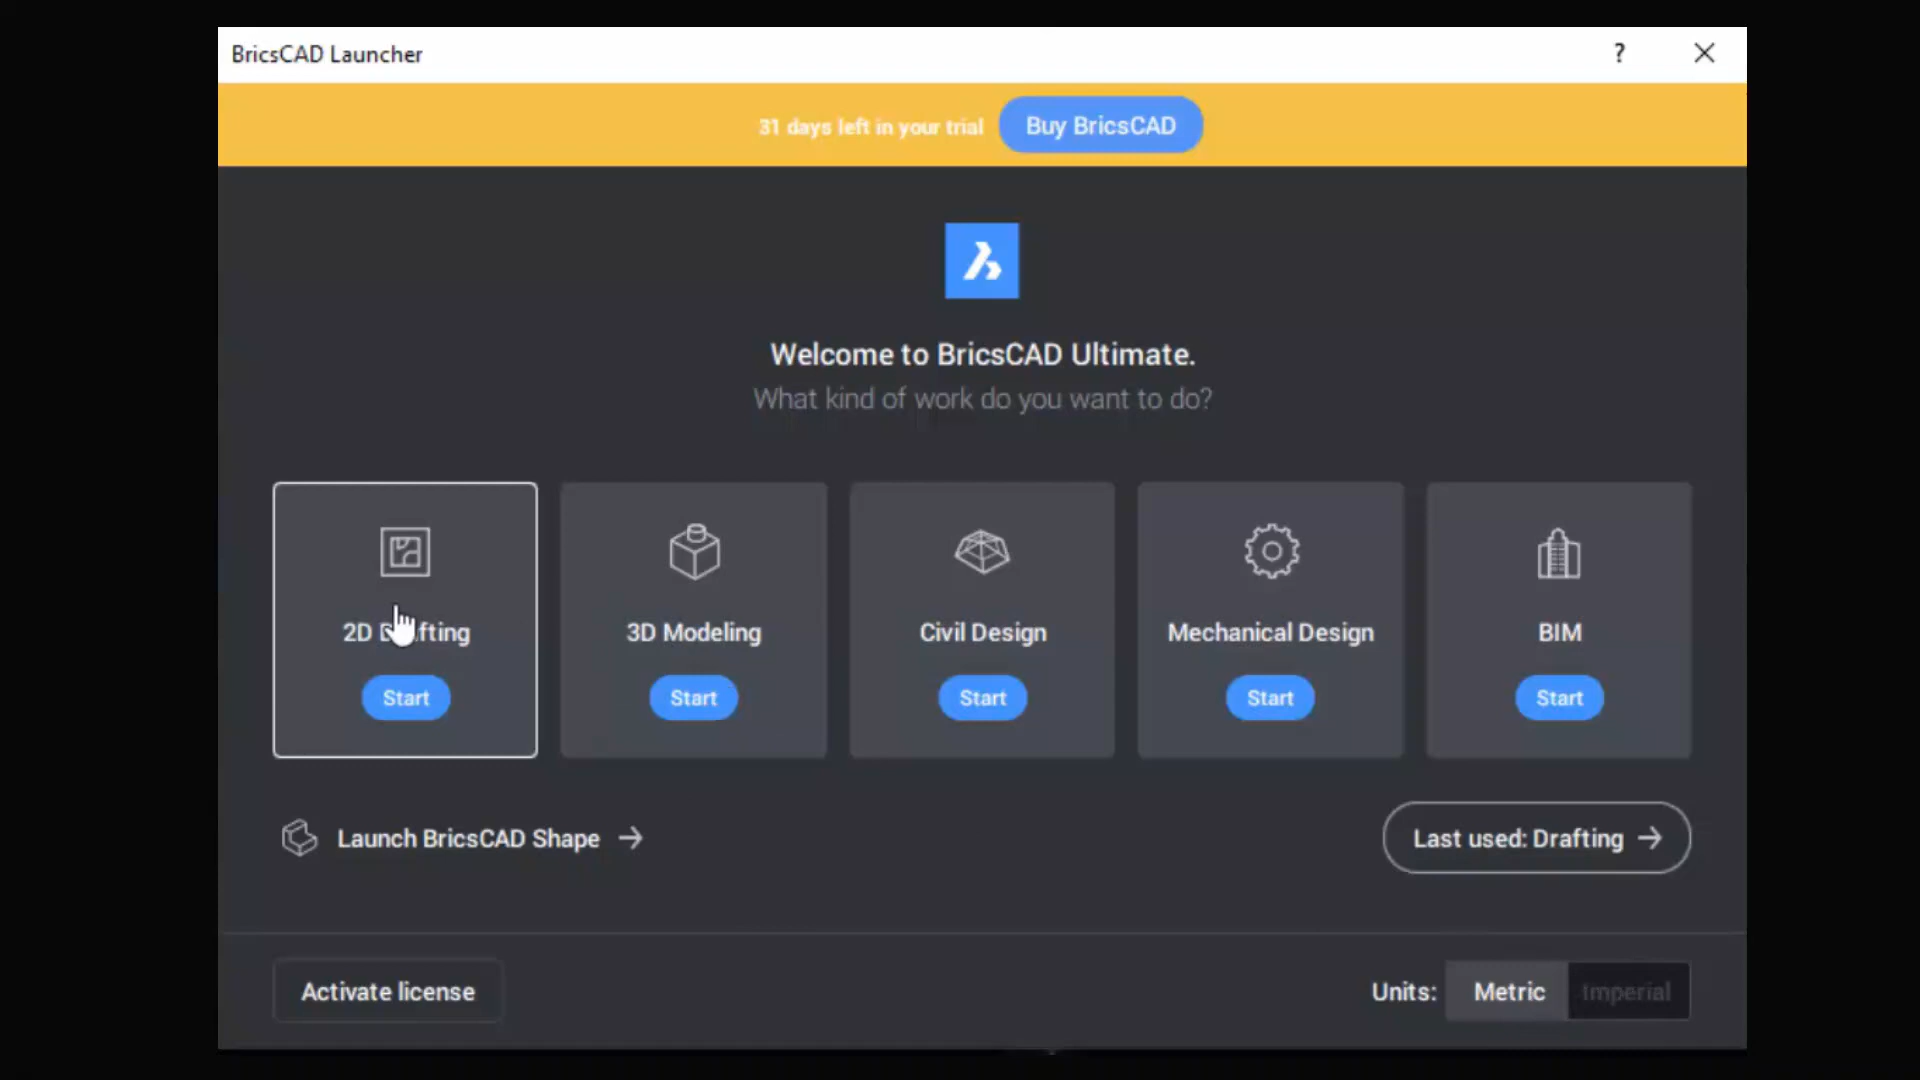 BricsCAD Launcher
?
31 days left in your trial
Buy BricsCAD
Welcome to BricsCAD Ultimate.
What kind of work do you want to do?
2D Drafting
3D Modeling
Civil Design
Mechanical Design
BIM
Start
Start
Start
Start
Start
Launch BricsCAD Shape →
Last used: Drafting →
Activate license
Units:
Metric
Imperial